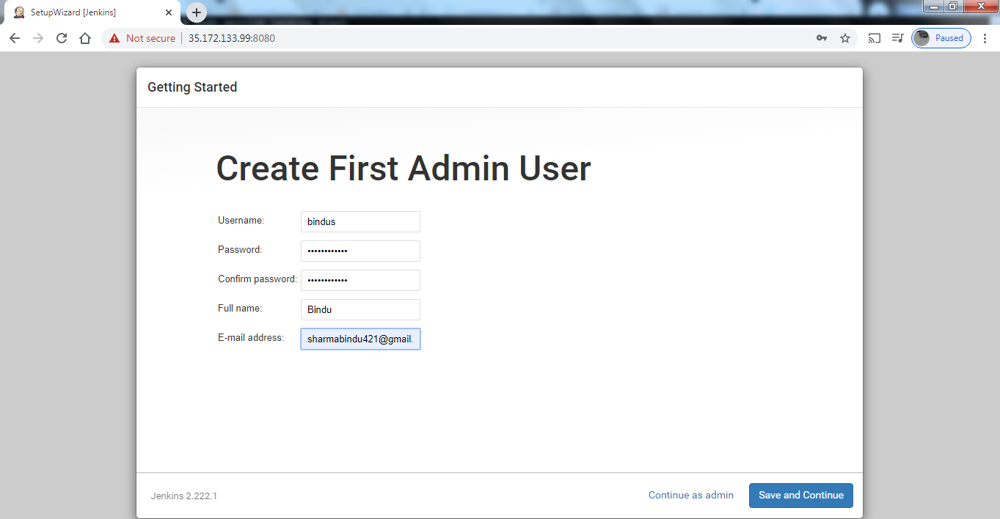 SetupWizard [Jenkins]
Not secure 35.172.133.99:8080 Paused
Getting Started
Create First Admin User
Username: bindus
Password: ••••••••••••
Confirm password: ••••••••••••
Full name: Bindu
E-mail address: sharmabindu421@gmail.
Jenkins 2.222.1 Continue as admin Save and Continue